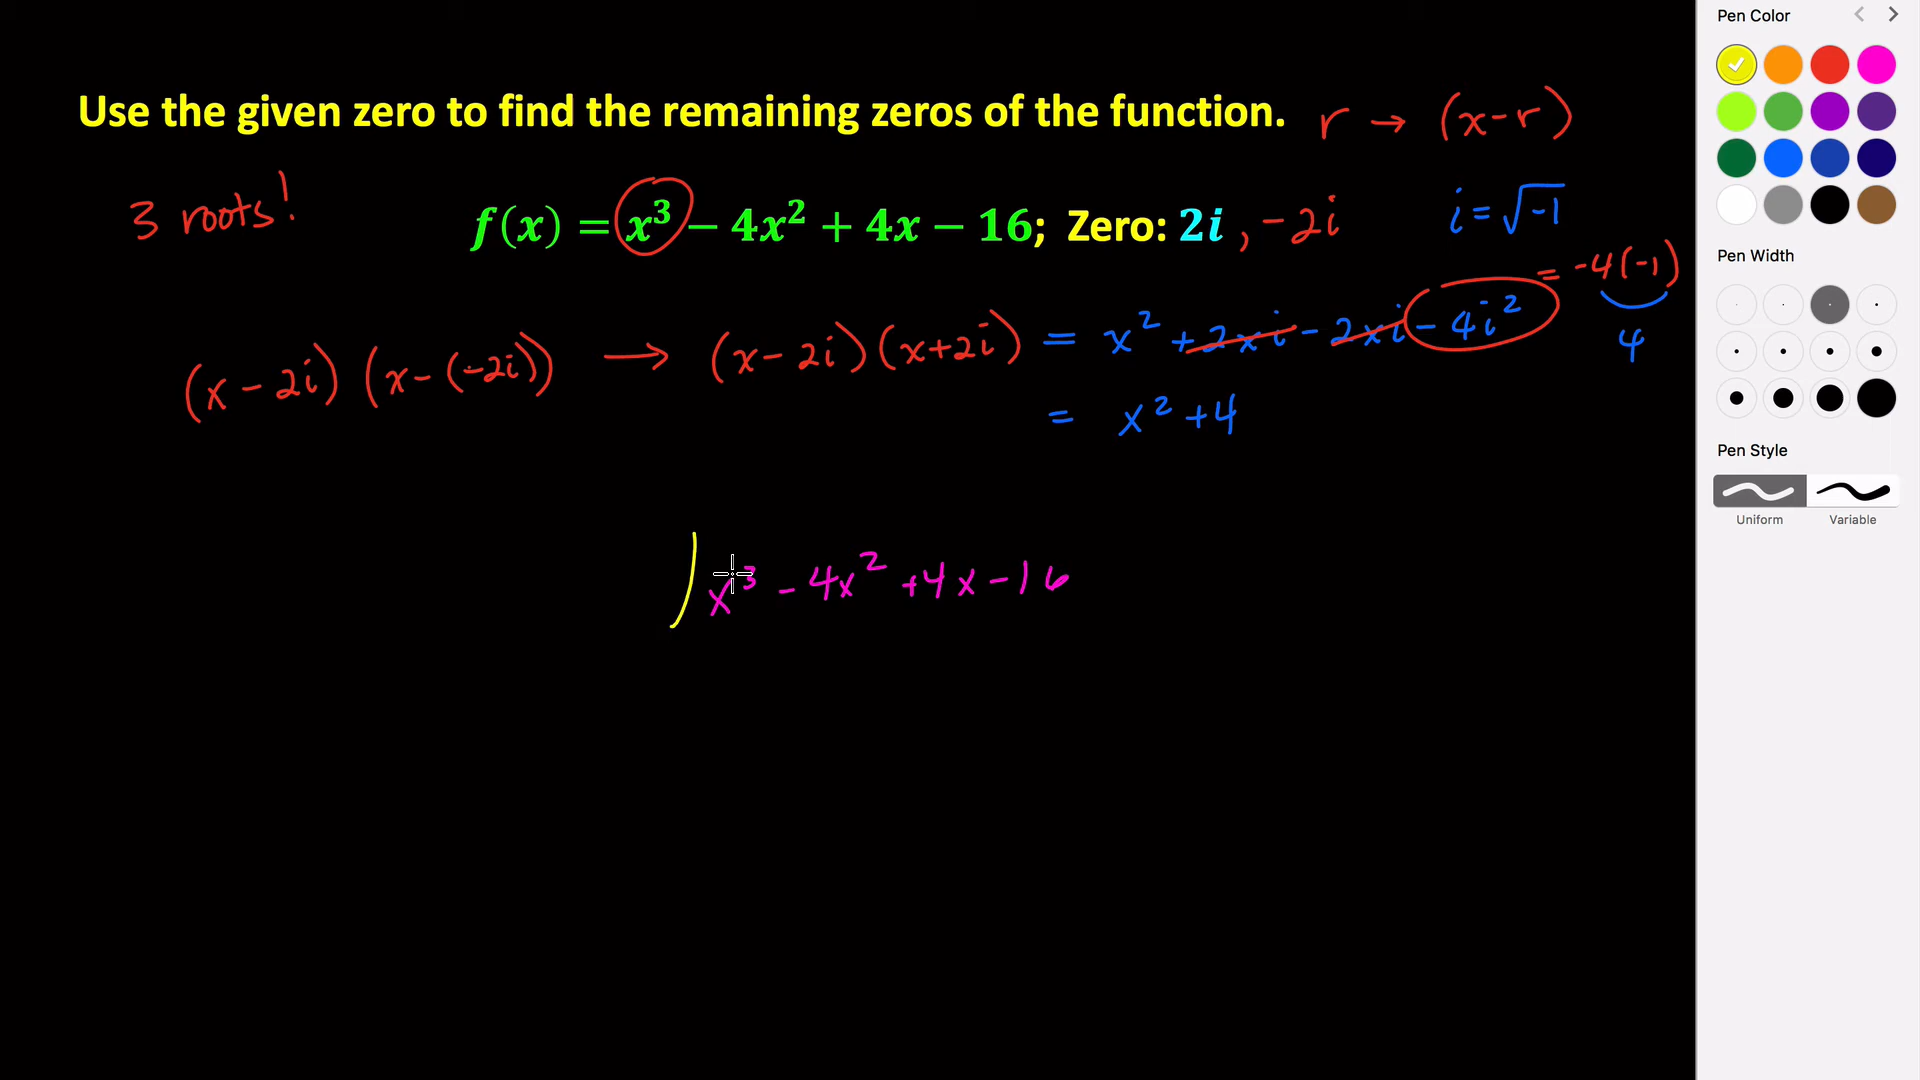 Use the given zero to find the remaining zeros of the function. r → (x-r)
3 roots!
f(x) = x³ − 4x² + 4x − 16; Zero: 2i , -2i
i = √-1
= -4(-1)
4
(x - 2i) (x - (-2i)) → (x - 2i) (x+2i) = x² + 2xi - 2xi - 4i²
= x² + 4
) x³ - 4x² + 4x - 16
Pen Color
Pen Width
Pen Style
Uniform
Variable